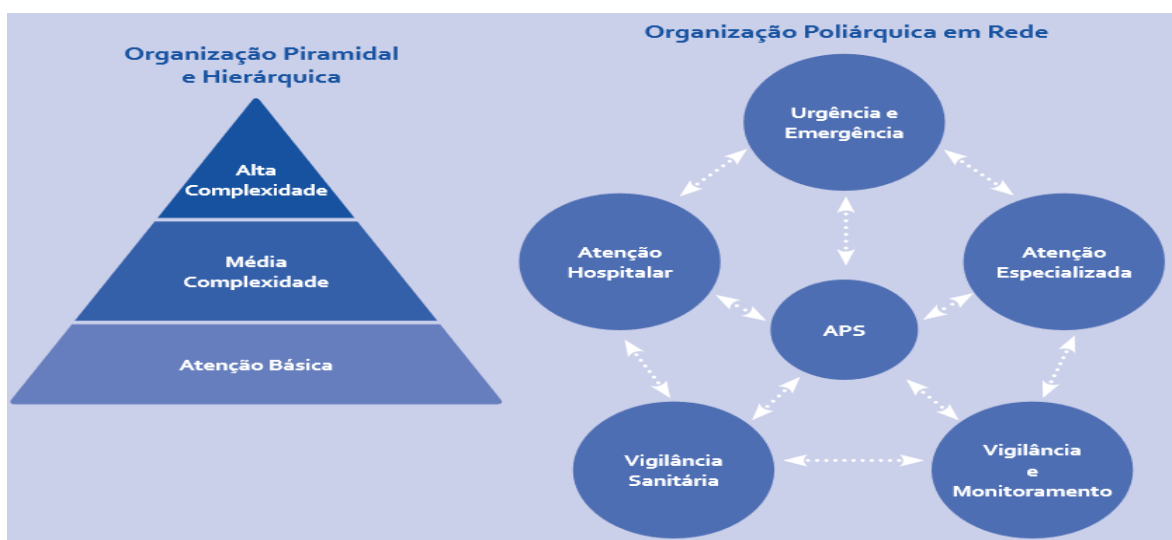 Organização Piramidal
e Hierárquica
Alta
Complexidade
Média
Complexidade
Atenção Básica
Organização Poliárquica em Rede
Urgência e
Emergência
Atenção
Hospitalar
Atenção
Especializada
APS
Vigilância
Sanitária
Vigilância
e
Monitoramento